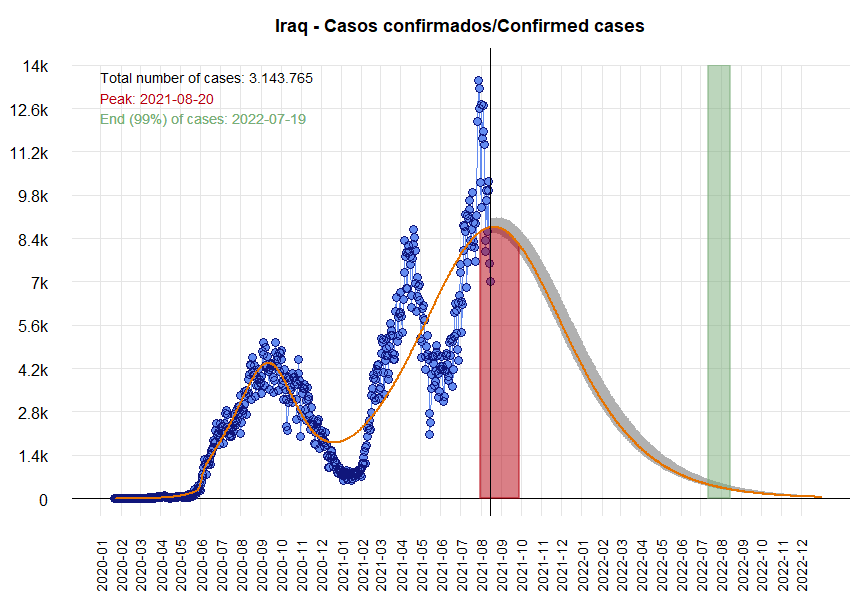 Iraq - Casos confirmados/Confirmed cases
Total number of cases: 3.143.765
Peak: 2021-08-20
End (99%) of cases: 2022-07-19
14k
12.6k
11.2k
9.8k
8.4k
7k
5.6k
4.2k
2.8k
1.4k
0
2020-01
2020-02
2020-03
2020-04
2020-05
2020-06
2020-07
2020-08
2020-09
2020-10
2020-11
2020-12
2021-01
2021-02
2021-03
2021-04
2021-05
2021-06
2021-07
2021-08
2021-09
2021-10
2021-11
2021-12
2022-01
2022-02
2022-03
2022-04
2022-05
2022-06
2022-07
2022-08
2022-09
2022-10
2022-11
2022-12